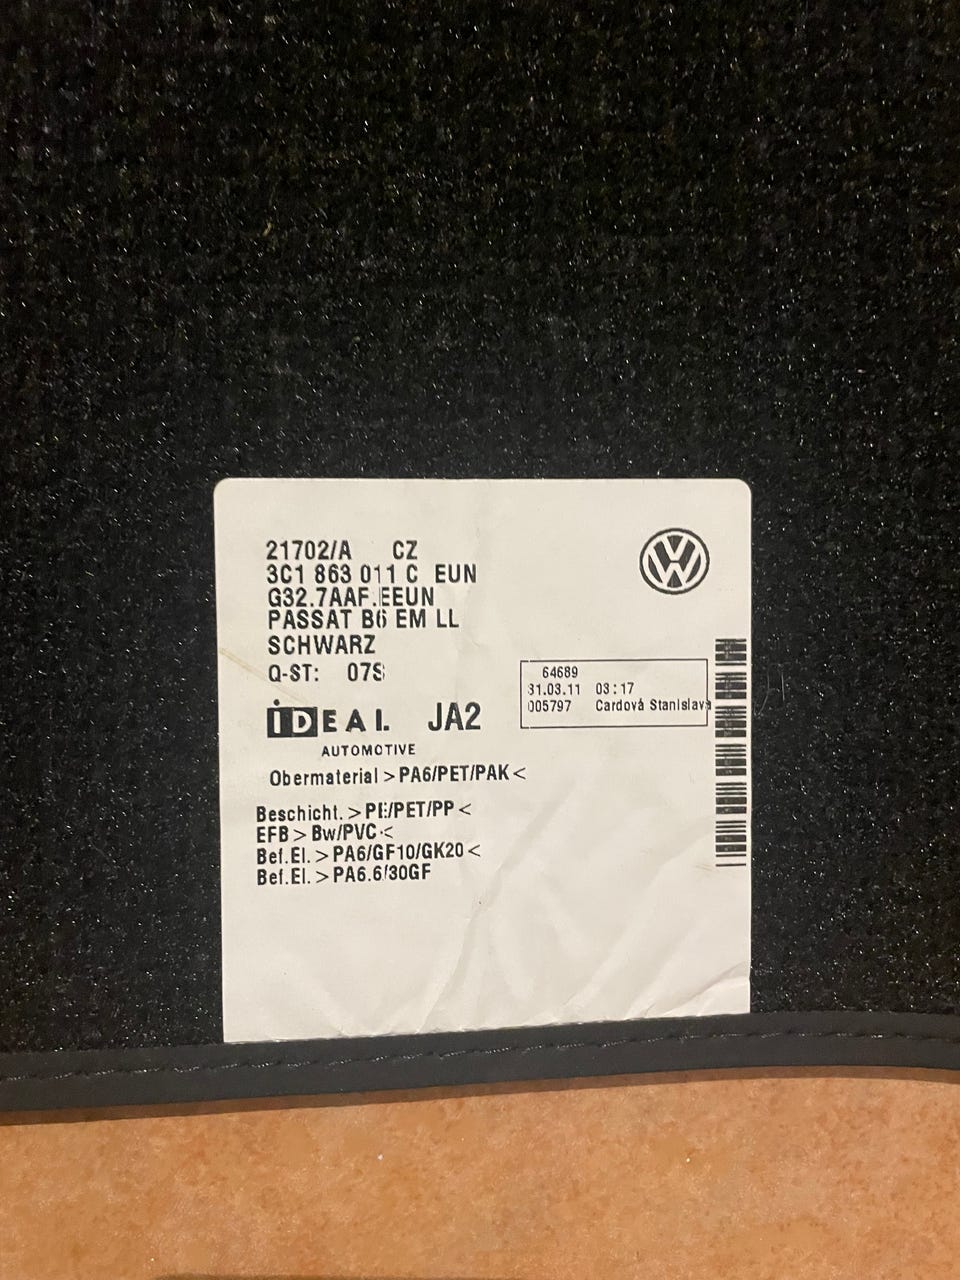 21702/A CZ
3C1 863 011 C EUN
G32.7AAF.EEUN
PASSAT B6 EM LL
SCHWARZ
Q-ST: 07S
64689
31.03.11 03:17
005797 Cardová Stanislava
iDEAL JA2
AUTOMOTIVE
Obermaterial >PA6/PET/PAK<
Beschicht. >PE/PET/PP<
EFB >Bw/PVC<
Bef.El. >PA6/GF10/GK20<
Bef.El. >PA6.6/30GF